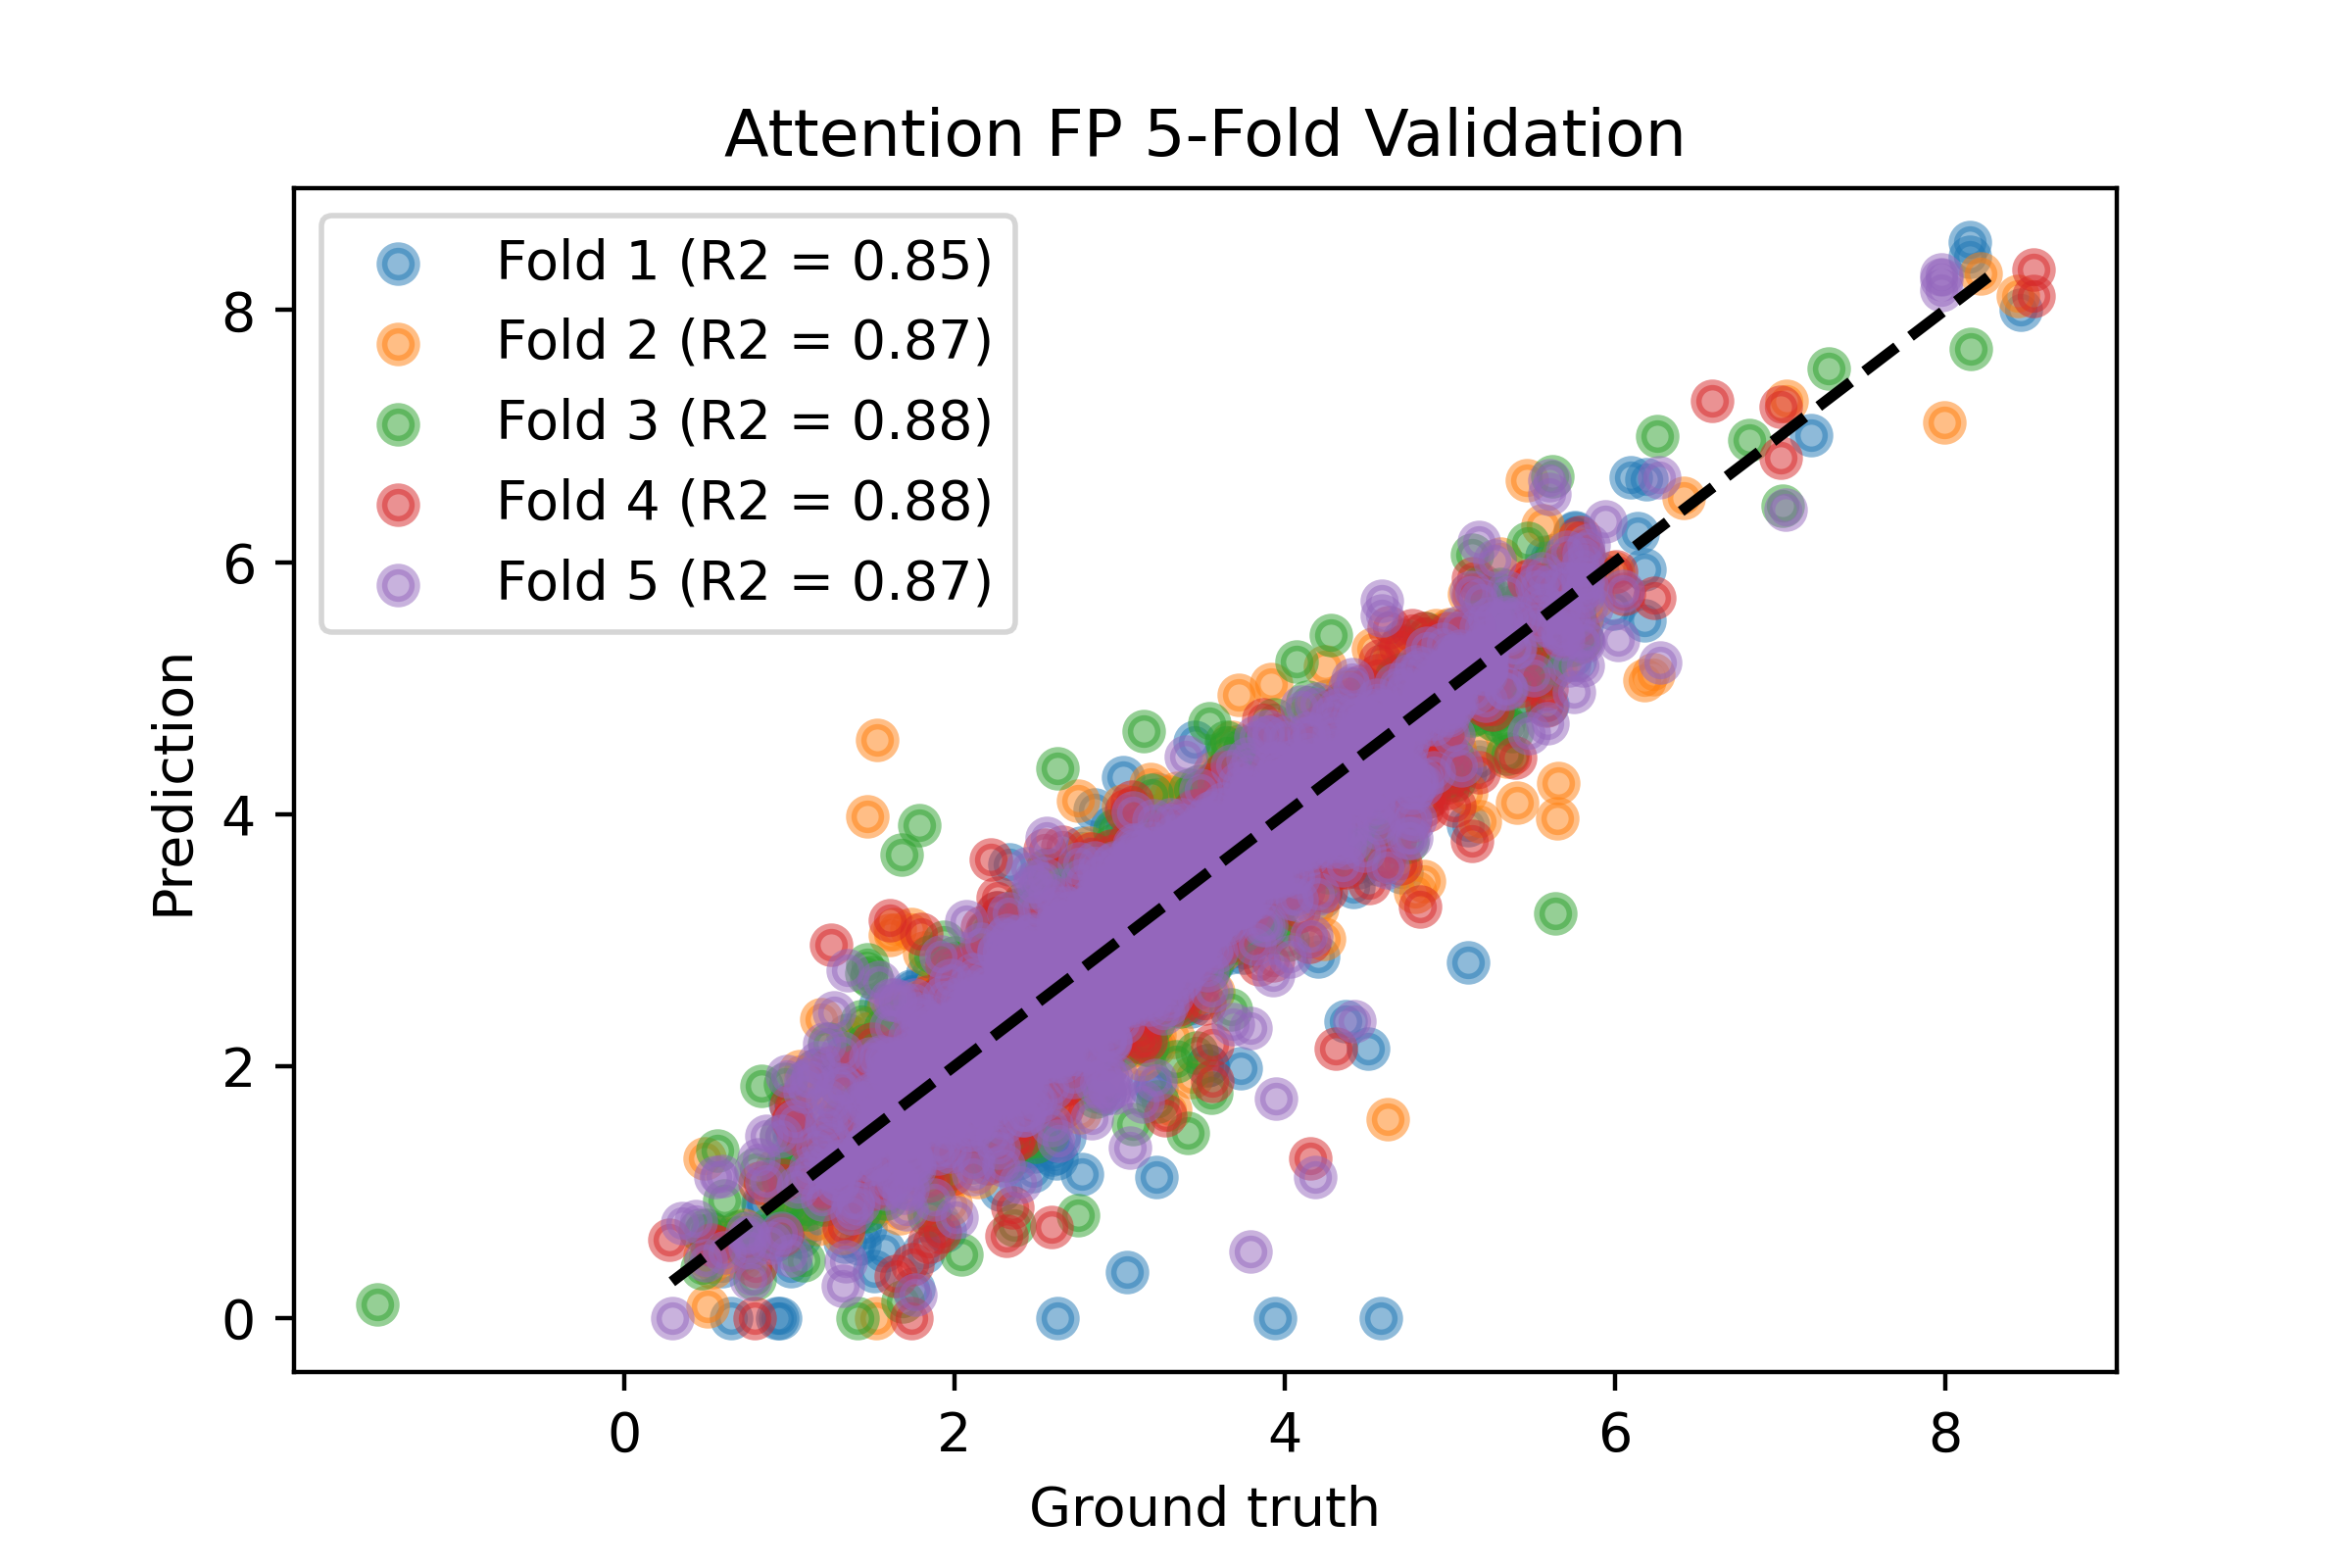 Attention FP 5-Fold Validation
Fold 1 (R2 = 0.85)
Fold 2 (R2 = 0.87)
Fold 3 (R2 = 0.88)
Fold 4 (R2 = 0.88)
Fold 5 (R2 = 0.87)
Prediction
8
6
4
2
0
0 2 4 6 8
Ground truth